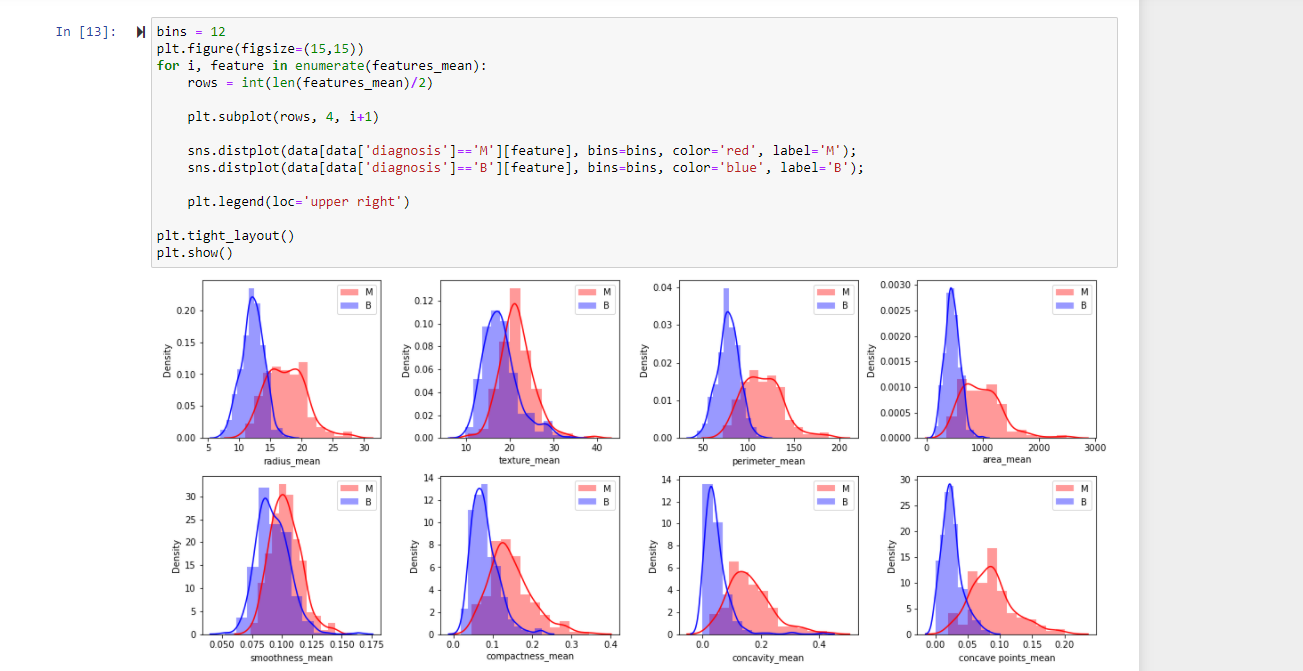 In [13]:
bins = 12
plt.figure(figsize=(15,15))
for i, feature in enumerate(features_mean):
    rows = int(len(features_mean)/2)
    plt.subplot(rows, 4, i+1)
    sns.distplot(data[data['diagnosis']=='M'][feature], bins=bins, color='red', label='M');
    sns.distplot(data[data['diagnosis']=='B'][feature], bins=bins, color='blue', label='B');
    plt.legend(loc='upper right')
plt.tight_layout()
plt.show()
M
B
0.20
0.15
0.10
0.05
0.00
Density
5 10 15 20 25 30
radius_mean
M
B
0.12
0.10
0.08
0.06
0.04
0.02
0.00
Density
10 20 30 40
texture_mean
M
B
0.04
0.03
0.02
0.01
0.00
Density
50 100 150 200
perimeter_mean
M
B
0.0030
0.0025
0.0020
0.0015
0.0010
0.0005
0.0000
Density
0 1000 2000 3000
area_mean
M
B
30
25
20
15
10
5
0
Density
0.050 0.075 0.100 0.125 0.150 0.175
smoothness_mean
M
B
14
12
10
8
6
4
2
0
Density
0.0 0.1 0.2 0.3 0.4
compactness_mean
M
B
14
12
10
8
6
4
2
0
Density
0.0 0.2 0.4
concavity_mean
M
B
30
25
20
15
10
5
0
Density
0.00 0.05 0.10 0.15 0.20
concave points_mean